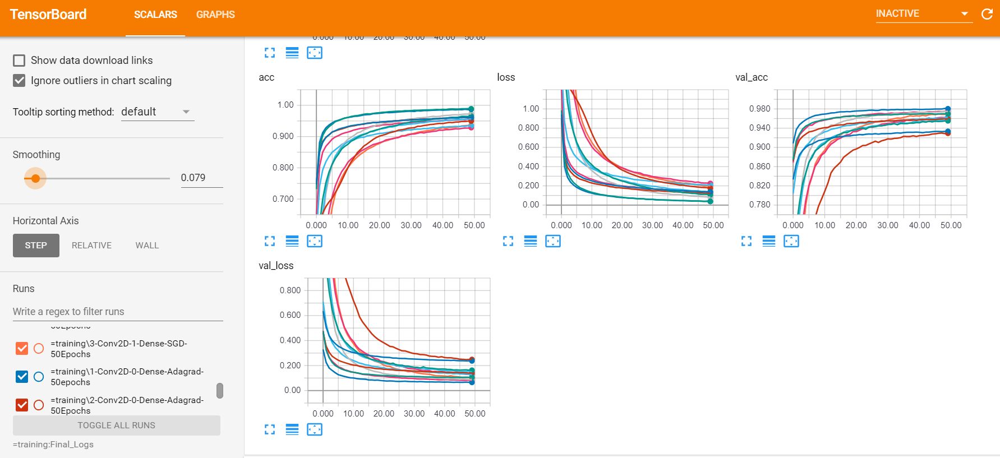 TensorBoard
SCALARS
GRAPHS
INACTIVE
Show data download links
Ignore outliers in chart scaling
Tooltip sorting method: default
Smoothing
0.079
Horizontal Axis
STEP
RELATIVE
WALL
Runs
Write a regex to filter runs
50Epochs
=training\3-Conv2D-1-Dense-SGD-
50Epochs
=training\1-Conv2D-0-Dense-Adagrad-
50epochs
=training\2-Conv2D-0-Dense-Adagrad-
50Epochs
TOGGLE ALL RUNS
=training:Final_Logs
0.000 10.00 20.00 30.00 40.00 50.00
acc
1.00
0.900
0.800
0.700
0.000 10.00 20.00 30.00 40.00 50.00
loss
1.00
0.800
0.600
0.400
0.200
0.00
0.000 10.00 20.00 30.00 40.00 50.00
val_acc
0.980
0.940
0.900
0.860
0.820
0.780
0.000 10.00 20.00 30.00 40.00 50.00
val_loss
0.800
0.600
0.400
0.200
0.00
0.000 10.00 20.00 30.00 40.00 50.00